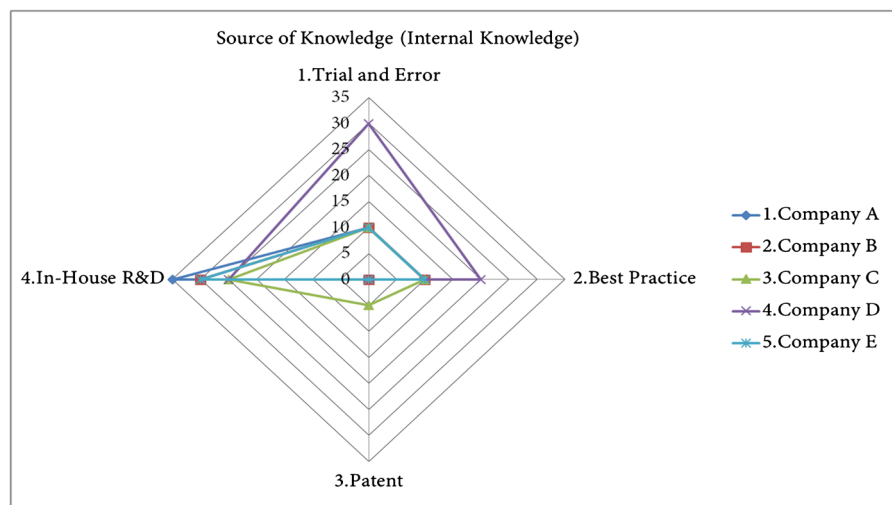 Source of Knowledge (Internal Knowledge)
1.Trial and Error
35
30
25
20
15
10
5
0
4.In-House R&D
2.Best Practice
3.Patent
1.Company A
2.Company B
3.Company C
4.Company D
5.Company E